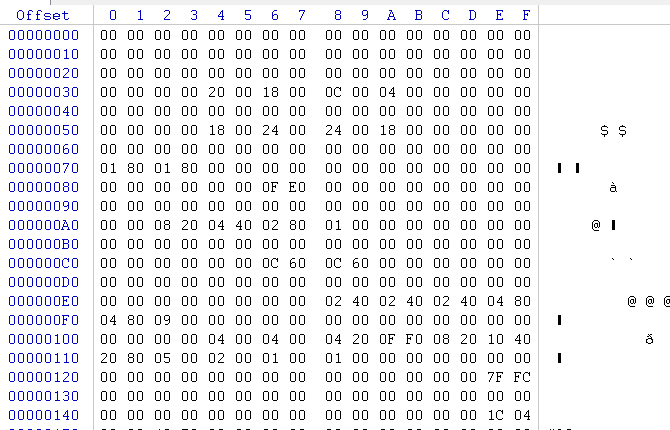 Offset 0 1 2 3 4 5 6 7 8 9 A B C D E F
00000000 00 00 00 00 00 00 00 00 00 00 00 00 00 00 00 00
00000010 00 00 00 00 00 00 00 00 00 00 00 00 00 00 00 00
00000020 00 00 00 00 00 00 00 00 00 00 00 00 00 00 00 00
00000030 00 00 00 00 20 00 18 00 0C 00 04 00 00 00 00 00
00000040 00 00 00 00 00 00 00 00 00 00 00 00 00 00 00 00
00000050 00 00 00 00 18 00 24 00 24 00 18 00 00 00 00 00 $ $
00000060 00 00 00 00 00 00 00 00 00 00 00 00 00 00 00 00
00000070 01 80 01 80 00 00 00 00 00 00 00 00 00 00 00 00
00000080 00 00 00 00 00 00 0F E0 00 00 00 00 00 00 00 00 à
00000090 00 00 00 00 00 00 00 00 00 00 00 00 00 00 00 00
000000A0 00 00 08 20 04 40 02 80 01 00 00 00 00 00 00 00 @
000000B0 00 00 00 00 00 00 00 00 00 00 00 00 00 00 00 00
000000C0 00 00 00 00 00 00 0C 60 0C 60 00 00 00 00 00 00 ` `
000000D0 00 00 00 00 00 00 00 00 00 00 00 00 00 00 00 00
000000E0 00 00 00 00 00 00 00 00 02 40 02 40 02 40 04 80 @ @ @
000000F0 04 80 09 00 00 00 00 00 00 00 00 00 00 00 00 00
00000100 00 00 00 00 04 00 04 00 04 20 0F F0 08 20 10 40 ð
00000110 20 80 05 00 02 00 01 00 01 00 00 00 00 00 00 00
00000120 00 00 00 00 00 00 00 00 00 00 00 00 00 00 7F FC
00000130 00 00 00 00 00 00 00 00 00 00 00 00 00 00 00 00
00000140 00 00 00 00 00 00 00 00 00 00 00 00 00 00 1C 04